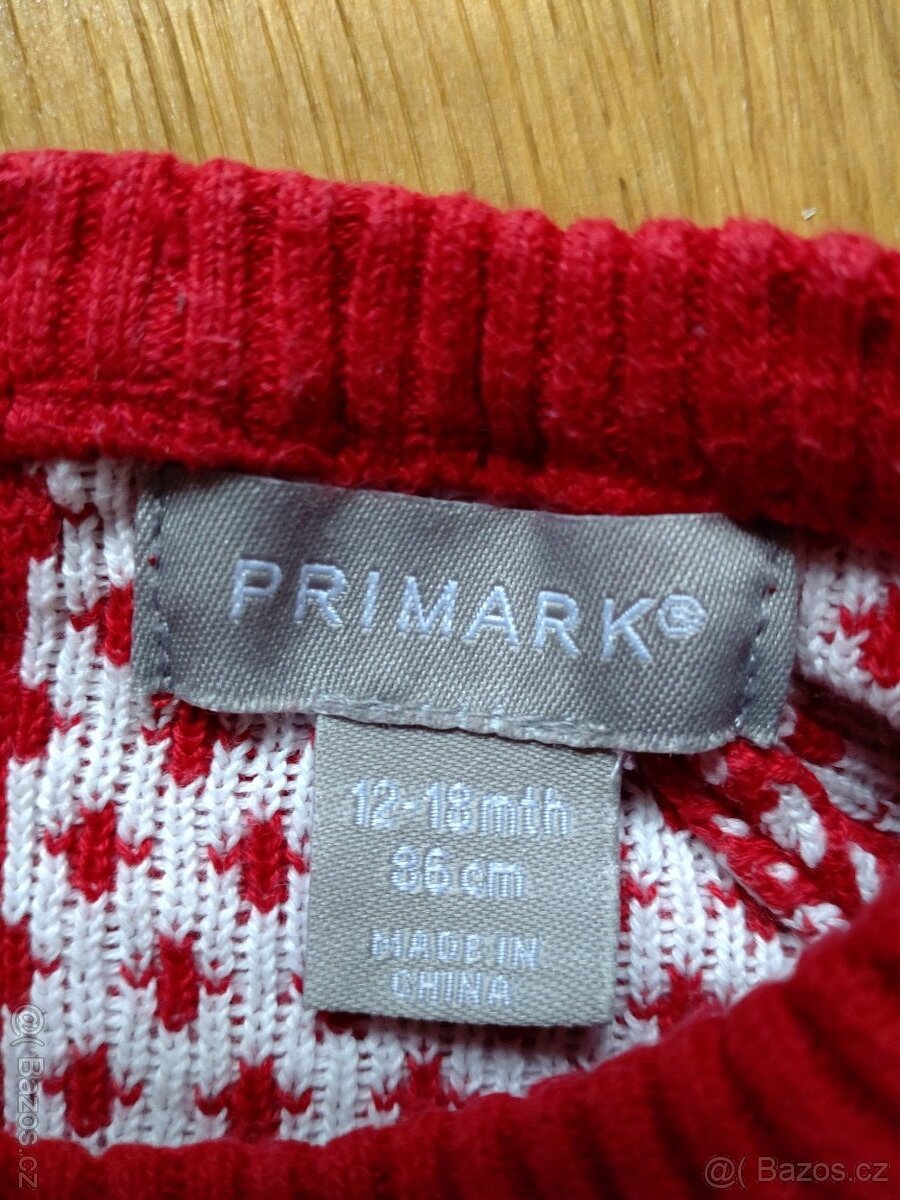 PRIMARK®
12-18mth
86cm
MADE IN
CHINA
@( Bazos.cz
@( Bazos.cz